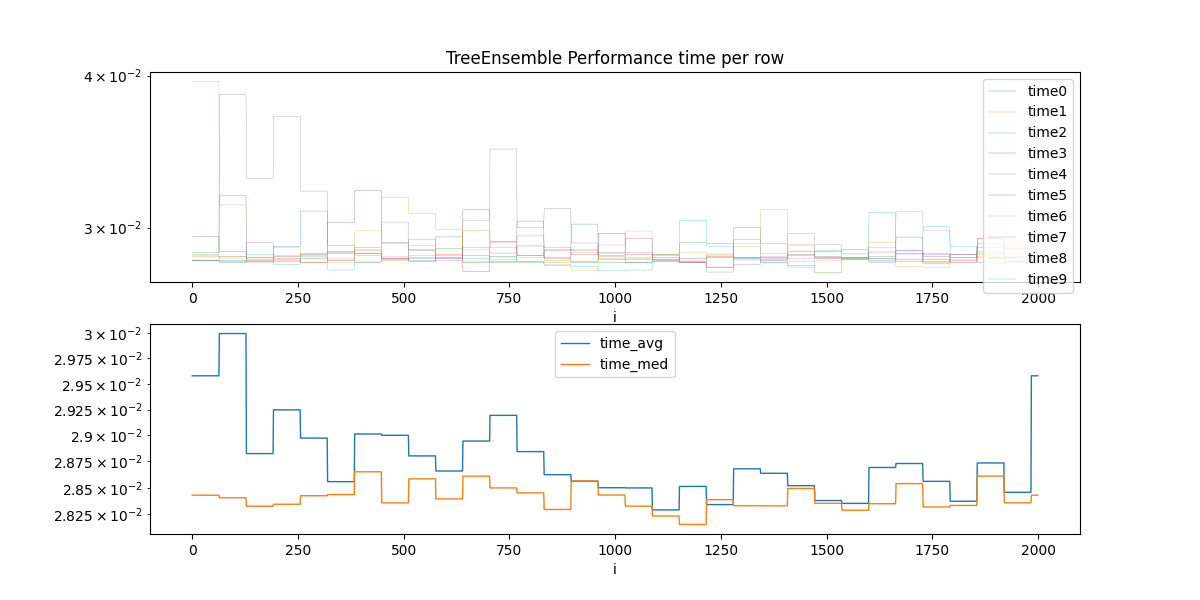 TreeEnsemble Performance time per row
4 × 10⁻²
3 × 10⁻²
time0
time1
time2
time3
time4
time5
time6
time7
time8
time9
0 250 500 750 1000 1250 1500 1750 2000
i
3 × 10⁻²
2.975 × 10⁻²
2.95 × 10⁻²
2.925 × 10⁻²
2.9 × 10⁻²
2.875 × 10⁻²
2.85 × 10⁻²
2.825 × 10⁻²
time_avg
time_med
0 250 500 750 1000 1250 1500 1750 2000
i